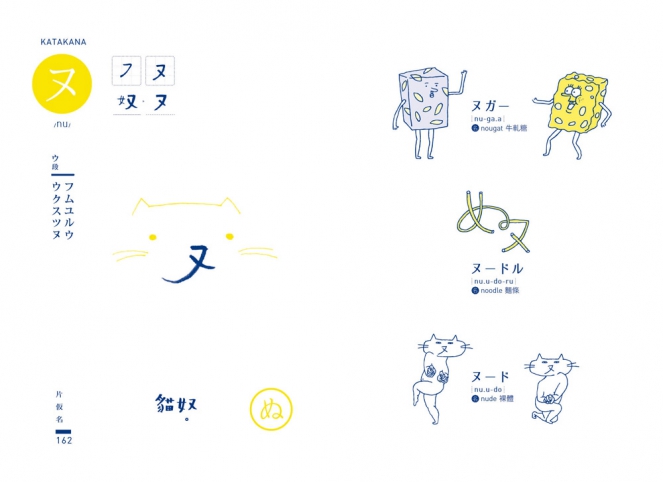 KATAKANA
ヌ
/nu/
フ ヌ
奴・ヌ
ウ段
フムユルウ
ウクスツヌ
ヌ
貓奴。
ぬ
片仮名
162
ヌガー
|nu-ga.a|
nougat 牛軋糖
ぬヌ
ヌードル
|nu.u-do-ru|
noodle 麵條
ヌード
|nu.u-do|
nude 裸體